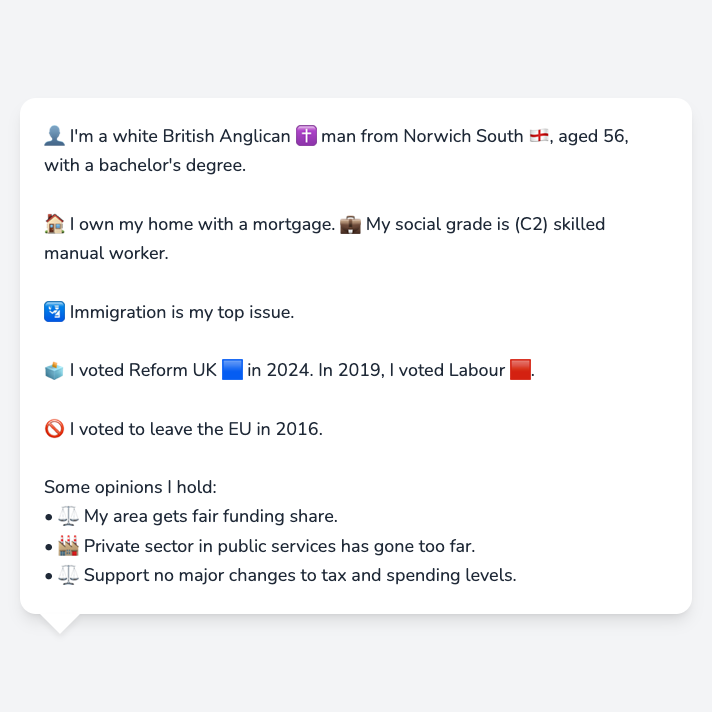 👤 I'm a white British Anglican ✝️ man from Norwich South 🏴󠁧󠁢󠁥󠁮󠁧󠁿, aged 56,
with a bachelor's degree.
🏠 I own my home with a mortgage. 💼 My social grade is (C2) skilled
manual worker.
🛂 Immigration is my top issue.
🗳️ I voted Reform UK 🟦 in 2024. In 2019, I voted Labour 🟥.
🚫 I voted to leave the EU in 2016.
Some opinions I hold:
• ⚖️ My area gets fair funding share.
• 🏭 Private sector in public services has gone too far.
• ⚖️ Support no major changes to tax and spending levels.